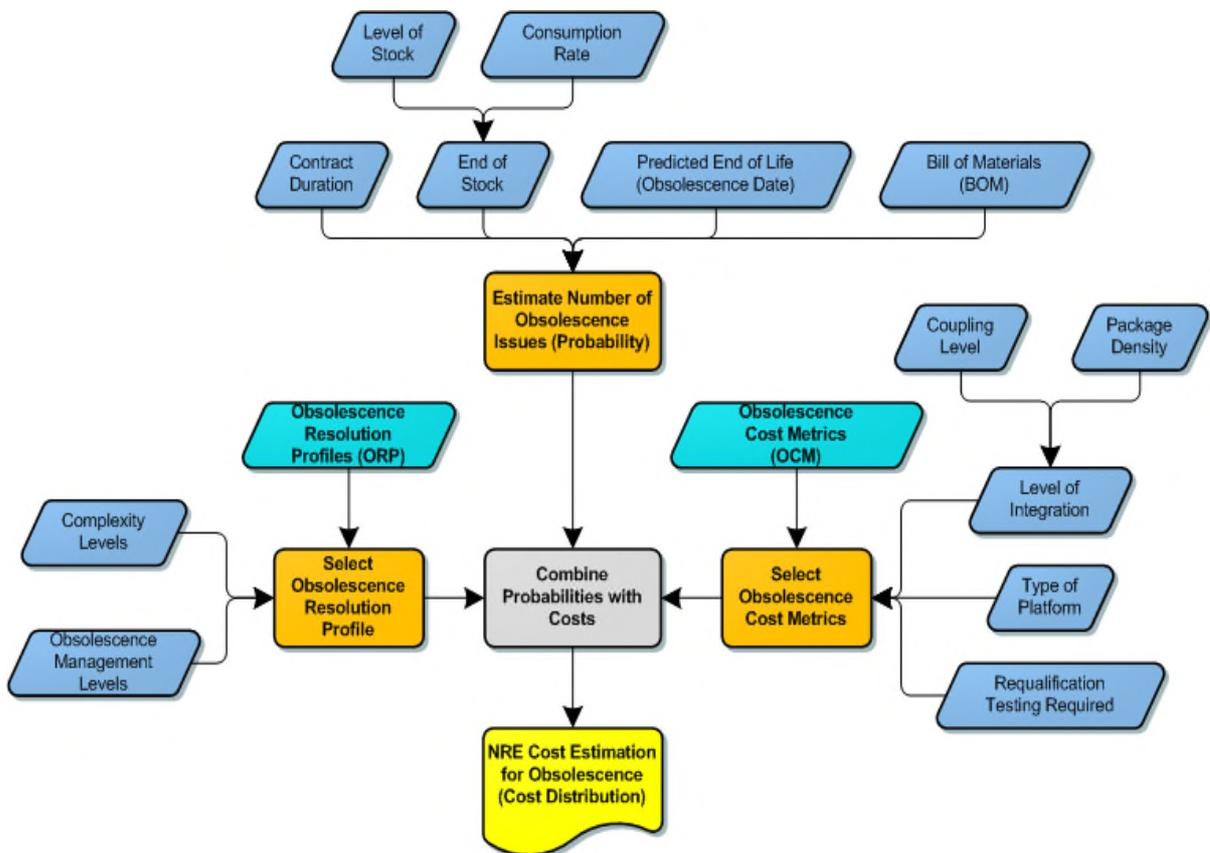 Level of
Stock
Consumption
Rate
Contract
Duration
End of
Stock
Predicted End of Life
(Obsolescence Date)
Bill of Materials
(BOM)
Estimate Number of
Obsolescence
Issues (Probability)
Coupling
Level
Package
Density
Obsolescence
Resolution
Profiles (ORP)
Obsolescence
Cost Metrics
(OCM)
Level of
Integration
Complexity
Levels
Select
Obsolescence
Resolution
Profile
Combine
Probabilities with
Costs
Select
Obsolescence
Cost Metrics
Type of
Platform
Obsolescence
Management
Levels
Requalification
Testing Required
NRE Cost Estimation
for Obsolescence
(Cost Distribution)